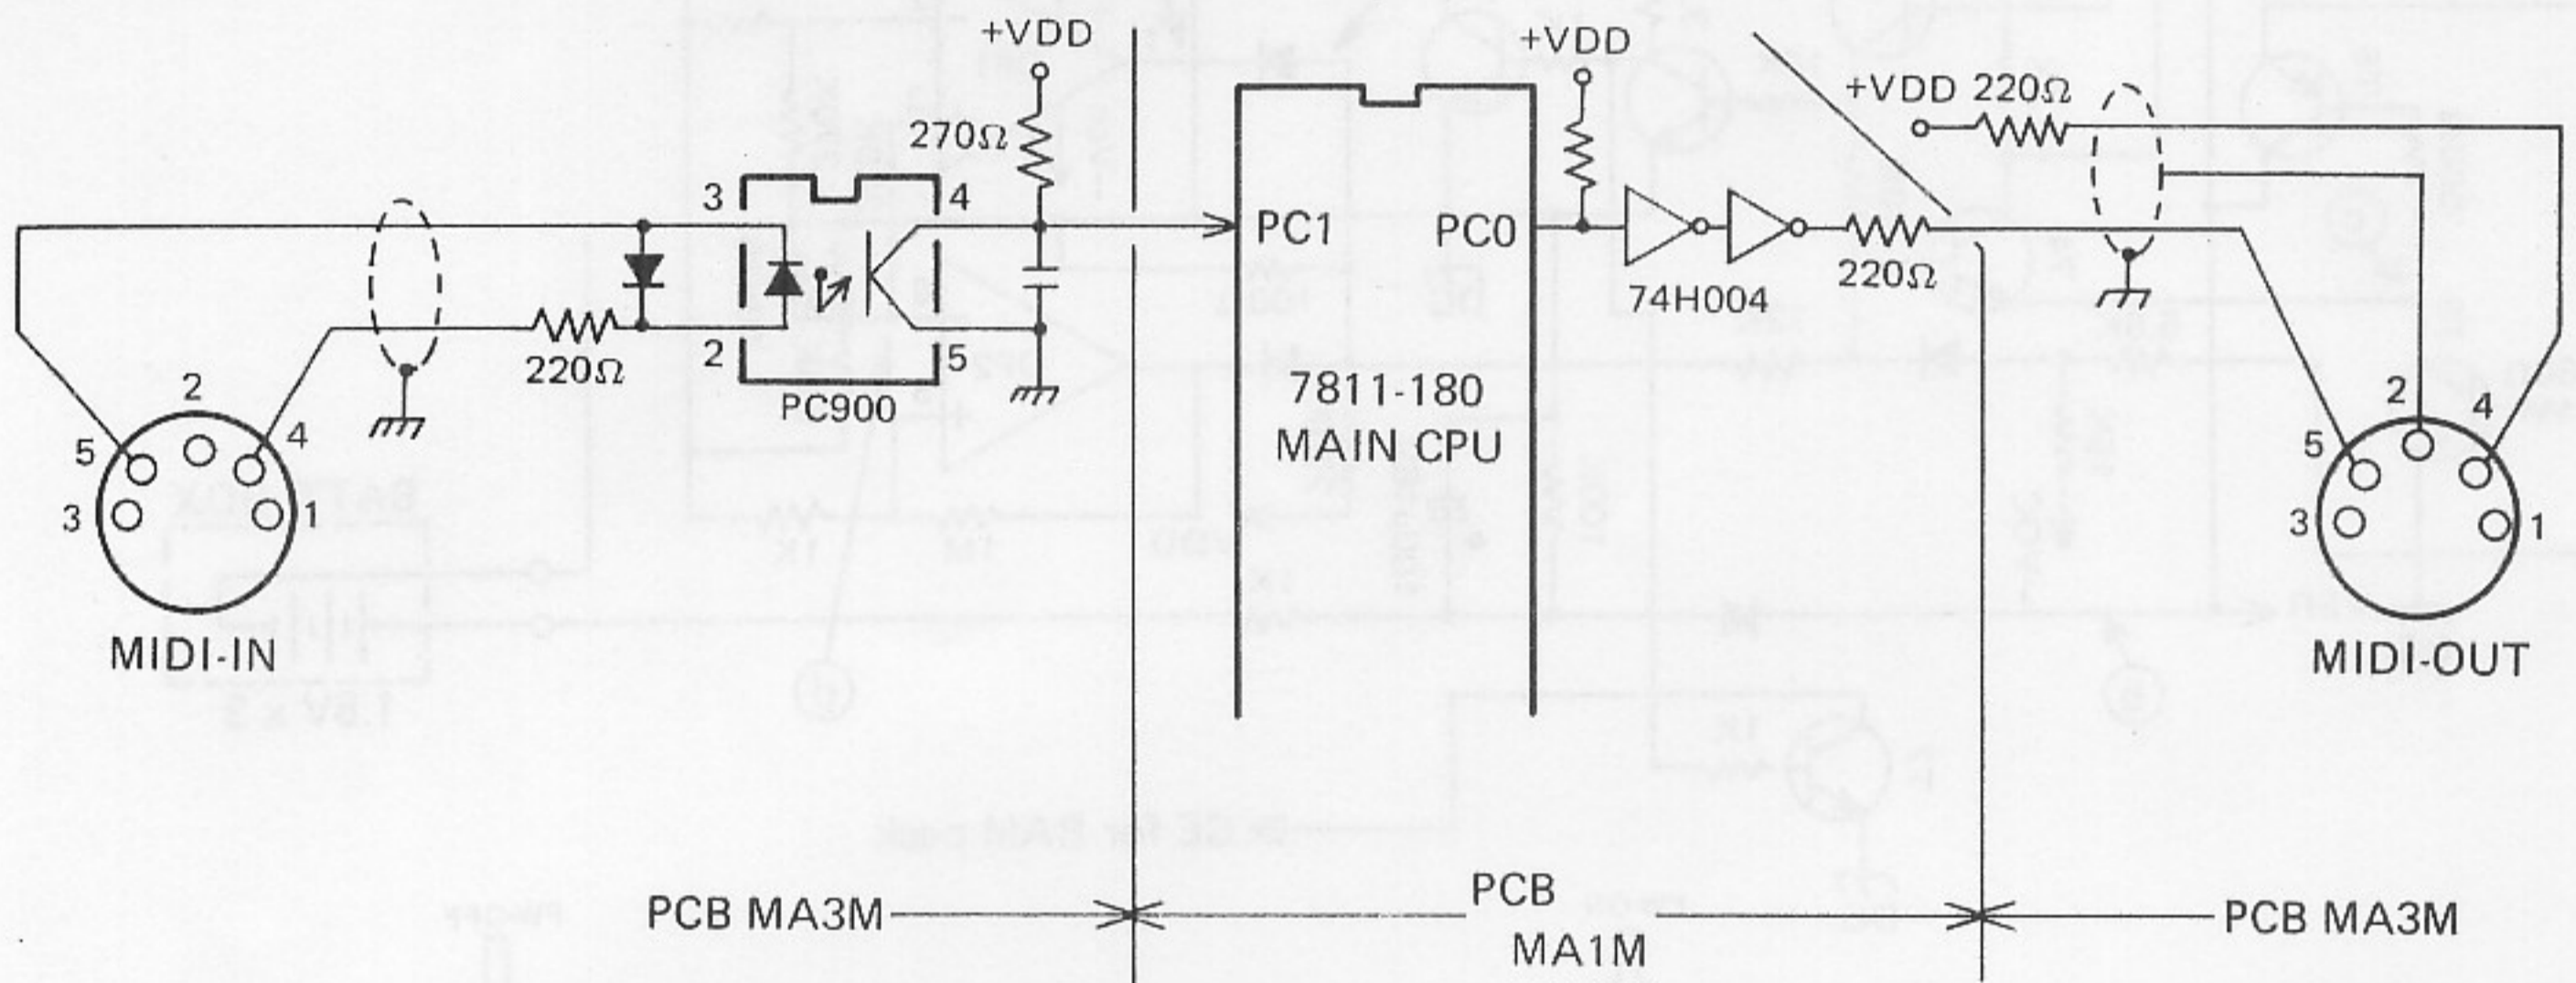 +VDD
270Ω
3
4
2
5
PC900
220Ω
2
5
4
3
1
MIDI-IN
PC1
PC0
7811-180
MAIN CPU
+VDD
74H004
220Ω
+VDD 220Ω
2
4
5
3
1
MIDI-OUT
PCB MA3M
PCB
MA1M
PCB MA3M